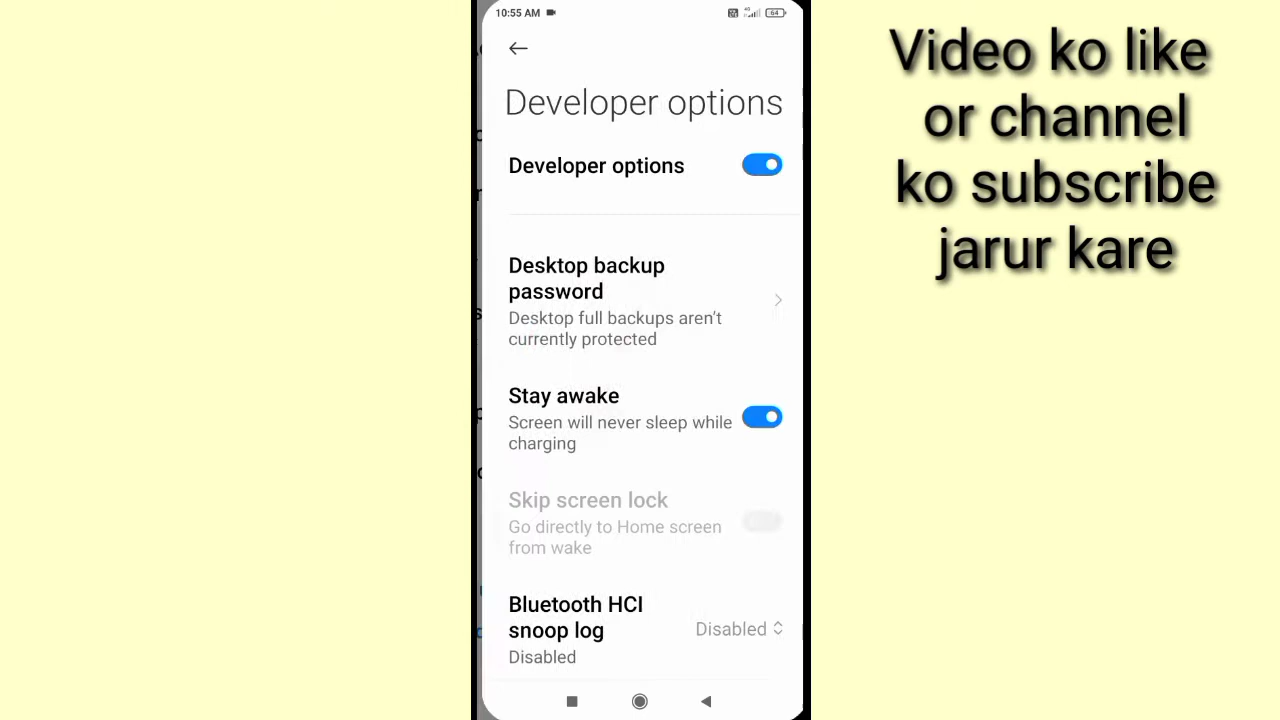 10:55 AM
64
Developer options
Developer options
Desktop backup
password
Desktop full backups aren't
currently protected
Stay awake
Screen will never sleep while
charging
Skip screen lock
Go directly to Home screen
from wake
Bluetooth HCI
snoop log
Disabled
Disabled
Video ko like
or channel
ko subscribe
jarur kare